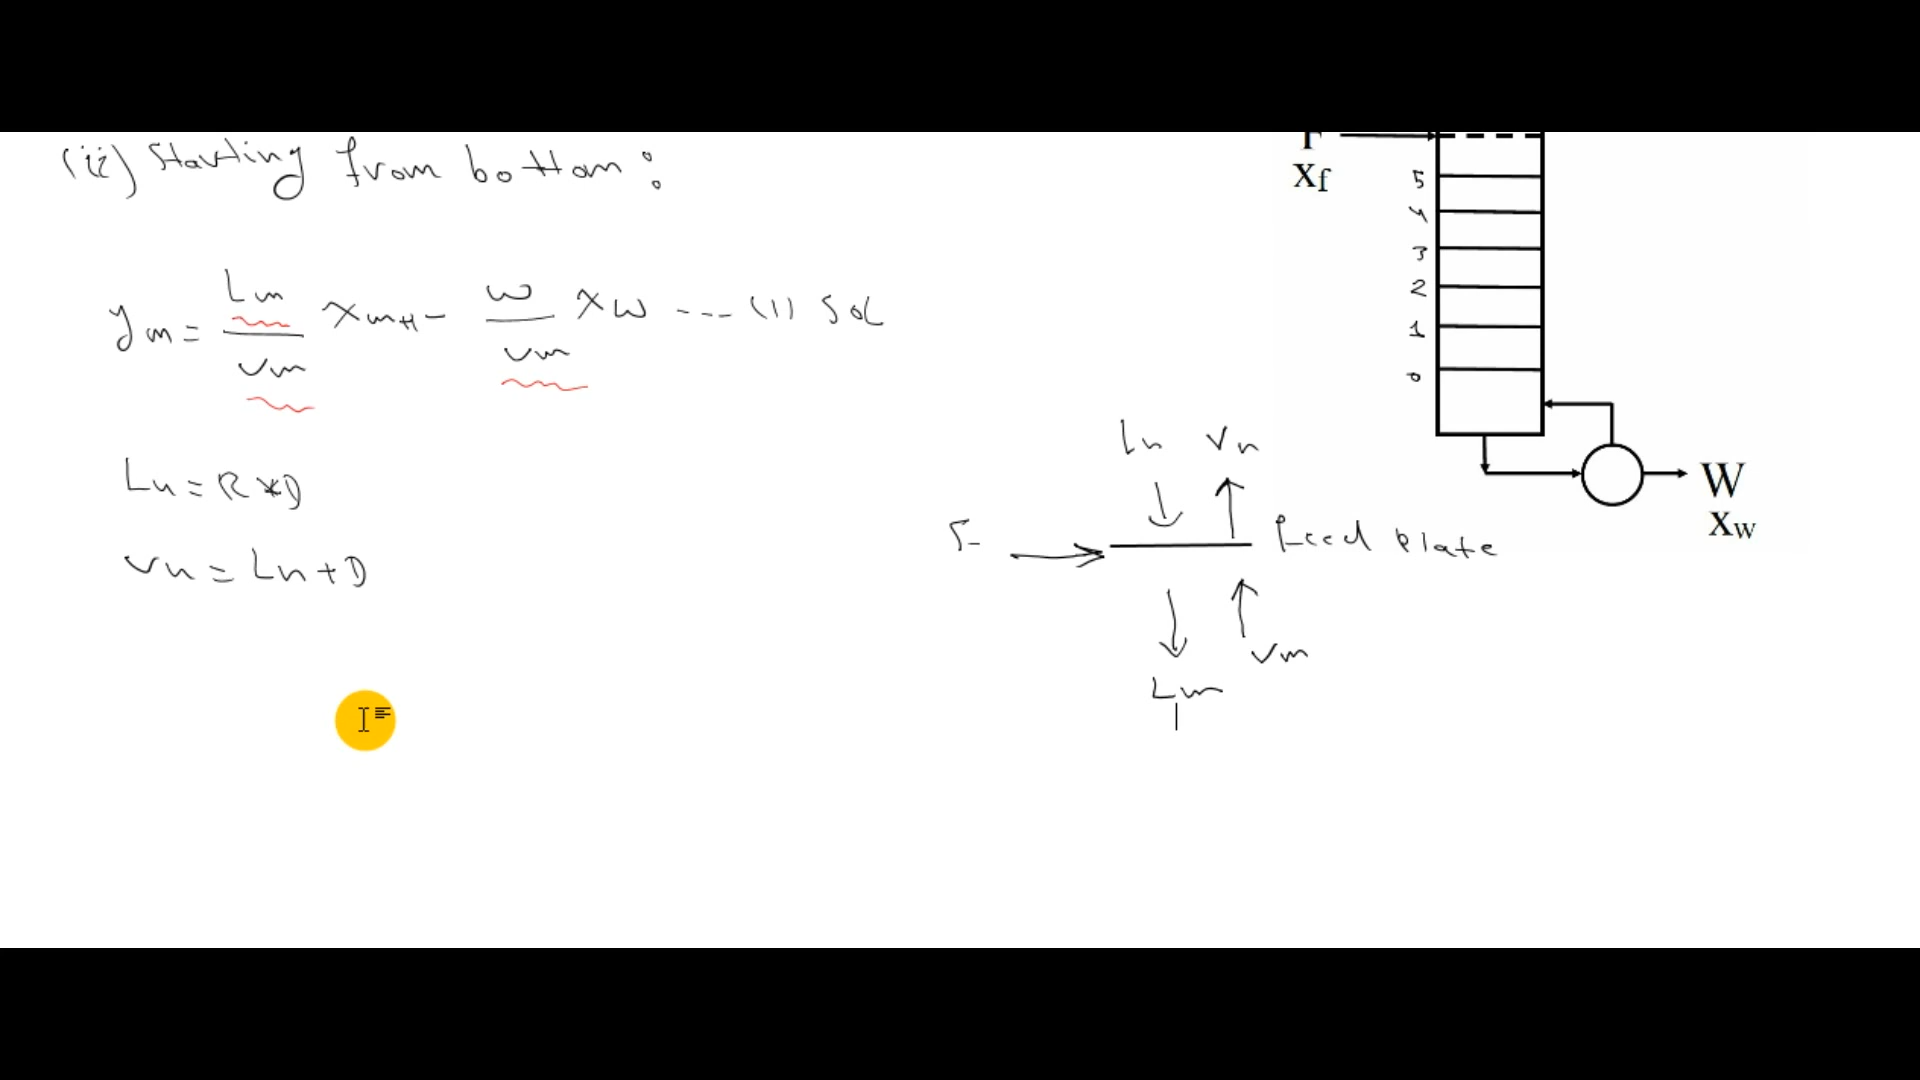 (ii) Starting from bottom:
F
Xf
5
4
3
2
1
0
ym = Lm/Vm Xm+1 - W/Vm XW --- (1) SOL
Ln = R*D
Vn = Ln+D
W
XW
Ln Vn
F feed plate
Vm
Lm